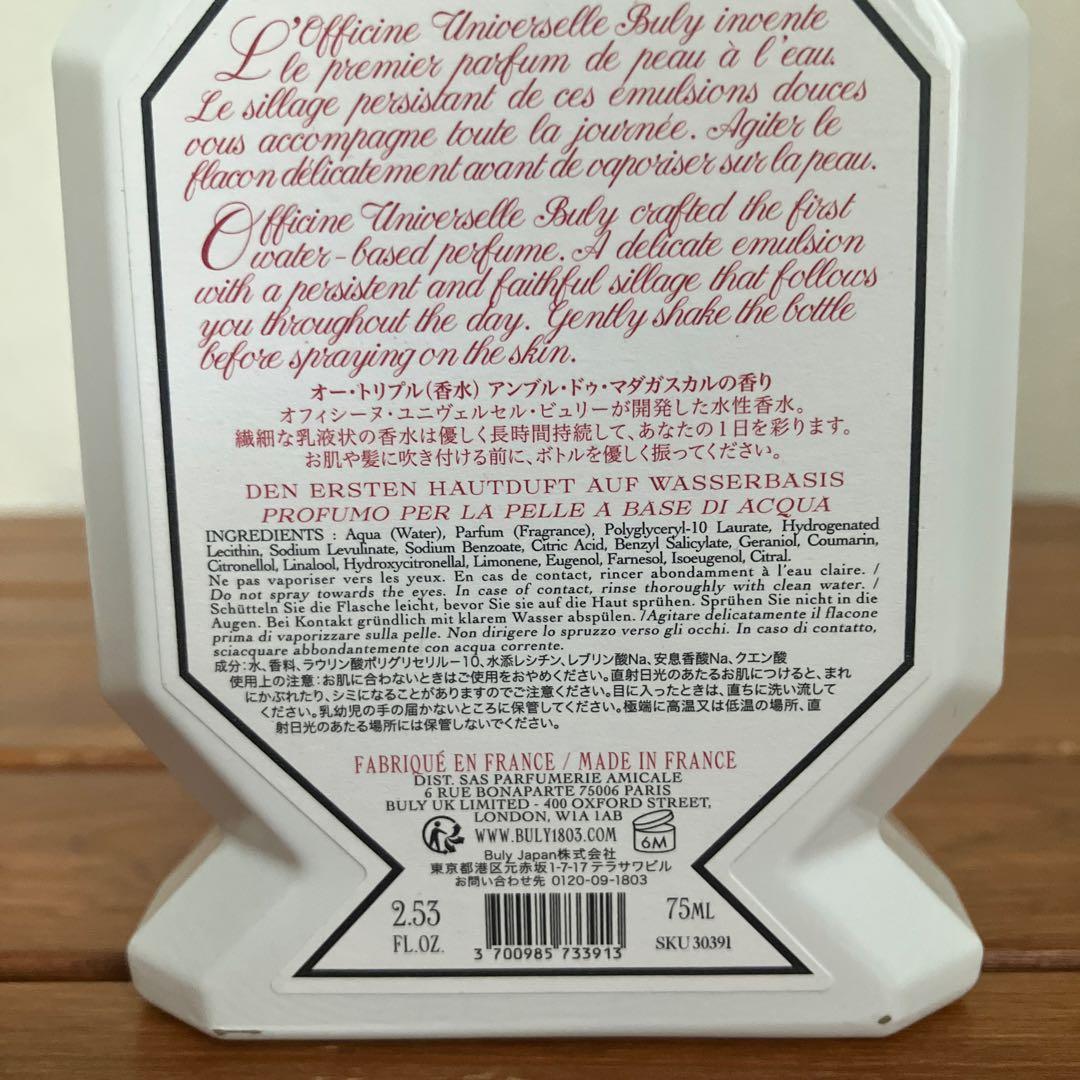 L'Officine Universelle Buly invente
le premier parfum de peau à l'eau.
Le sillage persistant de ces émulsions douces
vous accompagne toute la journée. Agiter le
flacon délicatement avant de vaporiser sur la peau.
Officine Universelle Buly crafted the first
water-based perfume. A delicate emulsion
with a persistent and faithful sillage that follows
you throughout the day. Gently shake the bottle
before spraying on the skin.
オー・トリプル(香水) アンブル・ドゥ・マダガスカルの香り
オフィシーヌ・ユニヴェルセル・ビュリーが開発した水性香水。
繊細な乳液状の香水は優しく長時間持続して、あなたの1日を彩ります。
お肌や髪に吹き付ける前に、ボトルを優しく振ってください。
DEN ERSTEN HAUTDUFT AUF WASSERBASIS
PROFUMO PER LA PELLE A BASE DI ACQUA
INGREDIENTS : Aqua (Water), Parfum (Fragrance), Polyglyceryl-10 Laurate, Hydrogenated
Lecithin, Sodium Levulinate, Sodium Benzoate, Citric Acid, Benzyl Salicylate, Geraniol, Coumarin,
Citronellol, Linalool, Hydroxycitronellal, Limonene, Eugenol, Farnesol, Isoeugenol, Citral.
Ne pas vaporiser vers les yeux. En cas de contact, rincer abondamment à l'eau claire. /
Do not spray towards the eyes. In case of contact, rinse thoroughly with clean water. /
Schütteln Sie die Flasche leicht, bevor Sie sie auf die Haut sprühen. Sprühen Sie nicht in die
Augen. Bei Kontakt gründlich mit klarem Wasser abspülen. /Agitare delicatamente il flacone
prima di vaporizzare sulla pelle. Non dirigere lo spruzzo verso gli occhi. In caso di contatto,
sciacquare abbondantemente con acqua corrente.
成分:水、香料、ラウリン酸ポリグリセリルー10、水添レシチン、レブリン酸Na、安息香酸Na、クエン酸
使用上の注意:お肌に合わないときはご使用をおやめください。直射日光のあたるお肌につけると、まれ
にかぶれたり、シミになることがありますのでご注意ください。目に入ったときは、直ちに洗い流して
ください。乳幼児の手の届かないところに保管してください。極端に高温又は低温の場所、直
射日光のあたる場所には保管しないでください。
FABRIQUÉ EN FRANCE / MADE IN FRANCE
DIST. SAS PARFUMERIE AMICALE
6 RUE BONAPARTE 75006 PARIS
BULY UK LIMITED - 400 OXFORD STREET,
LONDON, W1A 1AB
WWW.BULY1803.COM
6M
Buly Japan株式会社
東京都港区元赤坂1-7-17 テラサワビル
お問い合わせ先 0120-09-1803
2.53
FL.OZ.
3 700985 733913
75ML
SKU 30391